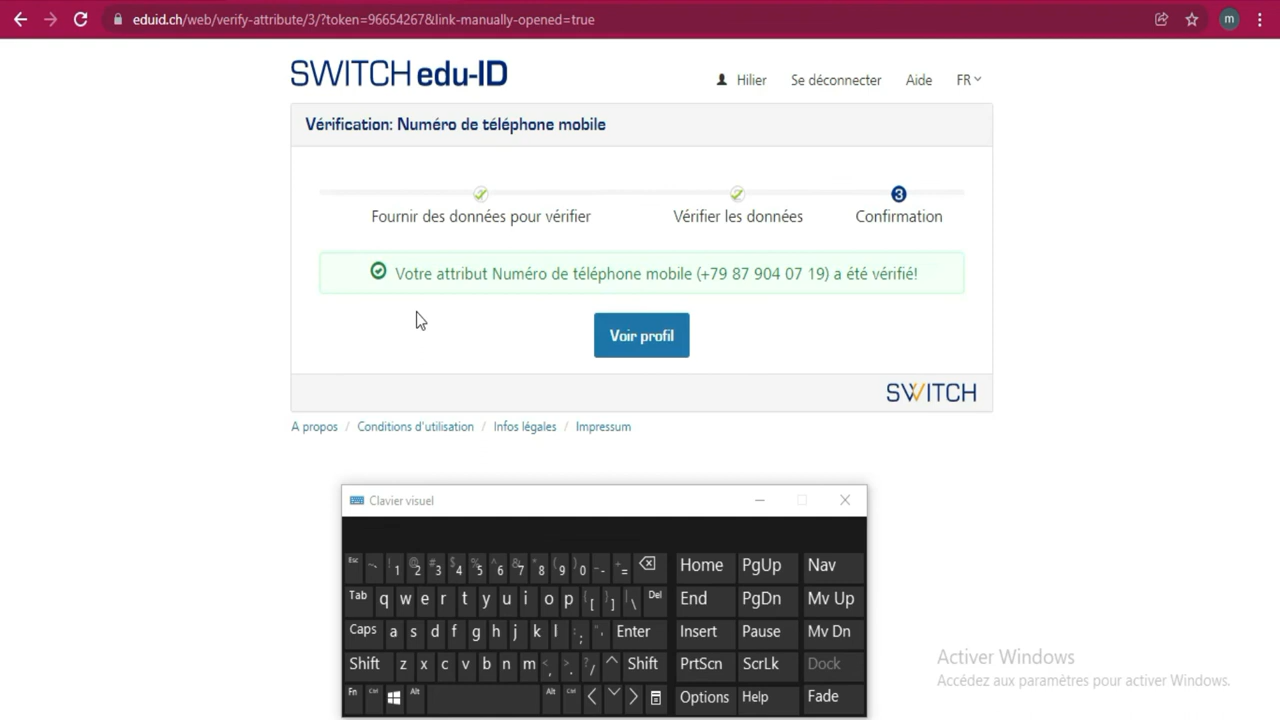 eduid.ch/web/verify-attribute/3/?token=96654267&link-manually-opened=true
m
SWITCH edu-ID
Hilier Se déconnecter Aide FR
Vérification: Numéro de téléphone mobile
3
Fournir des données pour vérifier Vérifier les données Confirmation
Votre attribut Numéro de téléphone mobile (+79 87 904 07 19) a été vérifié!
Voir profil
SWITCH
A propos / Conditions d'utilisation / Infos légales / Impressum
Clavier visuel
Esc 1 2 3 4 5 6 7 8 9 0 - = Home PgUp Nav
Tab q w e r t y u i o p [ ] \ Del End PgDn Mv Up
Caps a s d f g h j k l ; Enter Insert Pause Mv Dn
Shift z x c v b n m , . / Shift PrtScn ScrLk Dock
Fn Ctrl Alt Alt Ctrl Options Help Fade
Activer Windows
Accédez aux paramètres pour activer Windows.